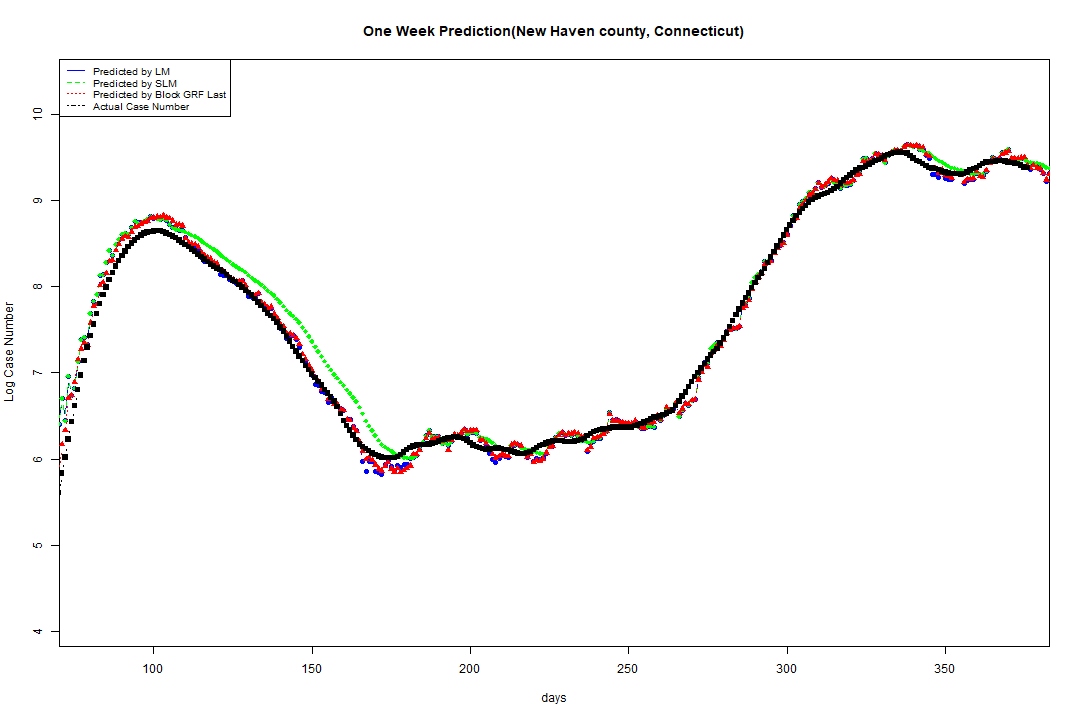 One Week Prediction(New Haven county, Connecticut)
Predicted by LM
Predicted by SLM
Predicted by Block GRF Last
Actual Case Number
10
9
8
7
6
5
4
Log Case Number
100 150 200 250 300 350
days